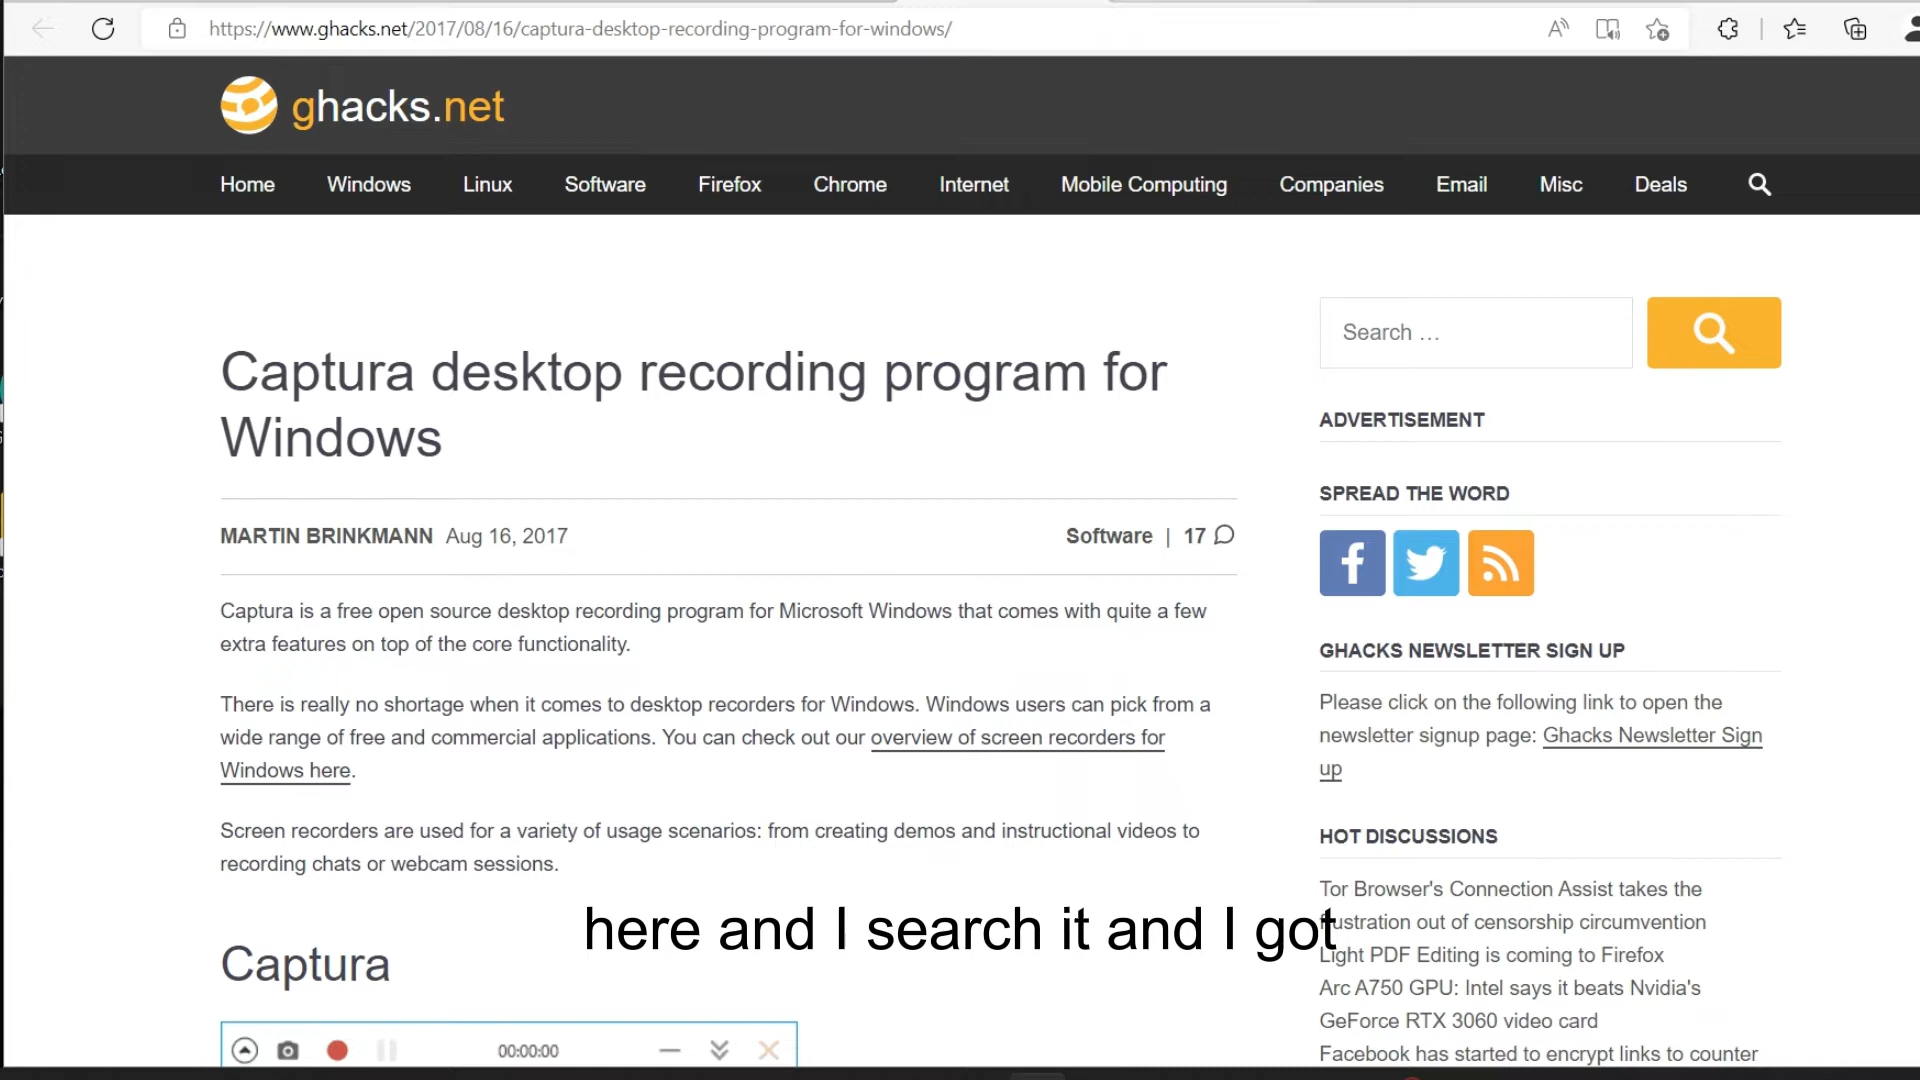 https://www.ghacks.net/2017/08/16/captura-desktop-recording-program-for-windows/
ghacks.net
Home Windows Linux Software Firefox Chrome Internet Mobile Computing Companies Email Misc Deals
Captura desktop recording program for
Windows
MARTIN BRINKMANN Aug 16, 2017
Software | 17
Captura is a free open source desktop recording program for Microsoft Windows that comes with quite a few
extra features on top of the core functionality.
There is really no shortage when it comes to desktop recorders for Windows. Windows users can pick from a
wide range of free and commercial applications. You can check out our overview of screen recorders for
Windows here.
Screen recorders are used for a variety of usage scenarios: from creating demos and instructional videos to
recording chats or webcam sessions.
Captura
00:00:00
Search …
ADVERTISEMENT
SPREAD THE WORD
GHACKS NEWSLETTER SIGN UP
Please click on the following link to open the
newsletter signup page: Ghacks Newsletter Sign
up
HOT DISCUSSIONS
Tor Browser's Connection Assist takes the
frustration out of censorship circumvention
Light PDF Editing is coming to Firefox
Arc A750 GPU: Intel says it beats Nvidia's
GeForce RTX 3060 video card
Facebook has started to encrypt links to counter
here and I search it and I got